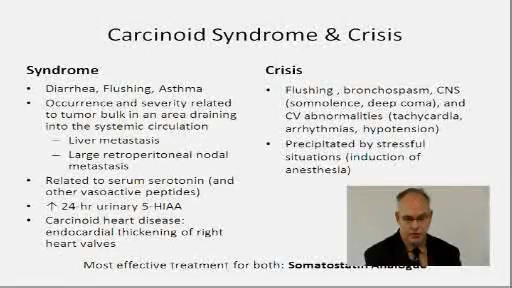 Carcinoid Syndrome & Crisis
Syndrome
• Diarrhea, Flushing, Asthma
• Occurrence and severity related
to tumor bulk in an area draining
into the systemic circulation
– Liver metastasis
– Large retroperitoneal nodal
metastasis
• Related to serum serotonin (and
other vasoactive peptides)
• ↑ 24-hr urinary 5-HIAA
• Carcinoid heart disease:
endocardial thickening of right
heart valves
Crisis
• Flushing , bronchospasm, CNS
(somnolence, deep coma), and
CV abnormalities (tachycardia,
arrhythmias, hypotension)
• Precipitated by stressful
situations (induction of
anesthesia)
Most effective treatment for both: Somatostatin Analogue